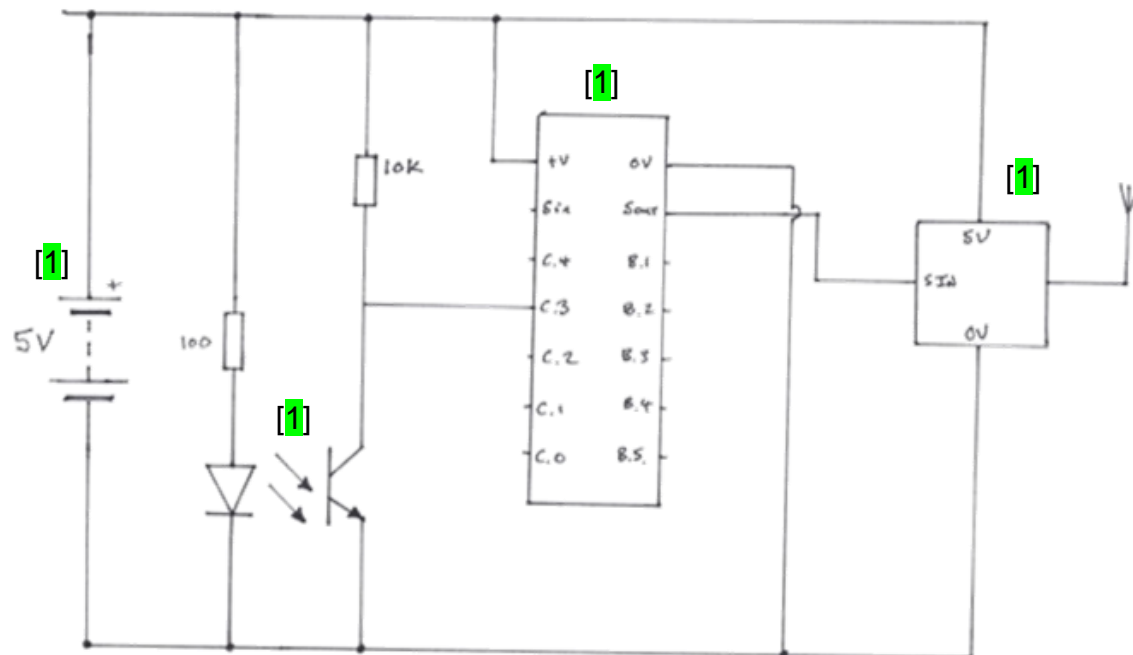 [1]
[1]
[1]
[1]
+
5V
100
10K
+V
Sin
C.4
C.3
C.2
C.1
C.0
0V
Sout
B.1
B.2
B.3
B.4
B.5.
5V
SIN
0V